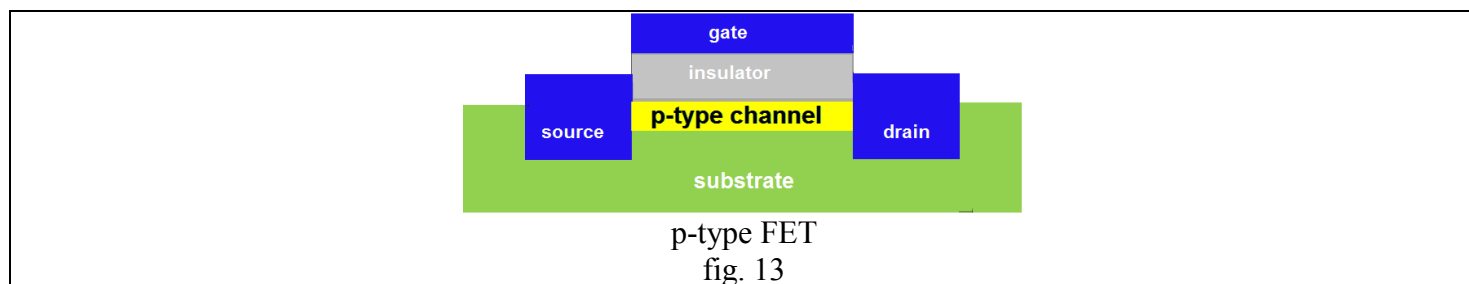 gate
insulator
p-type channel
source
drain
substrate
p-type FET
fig. 13